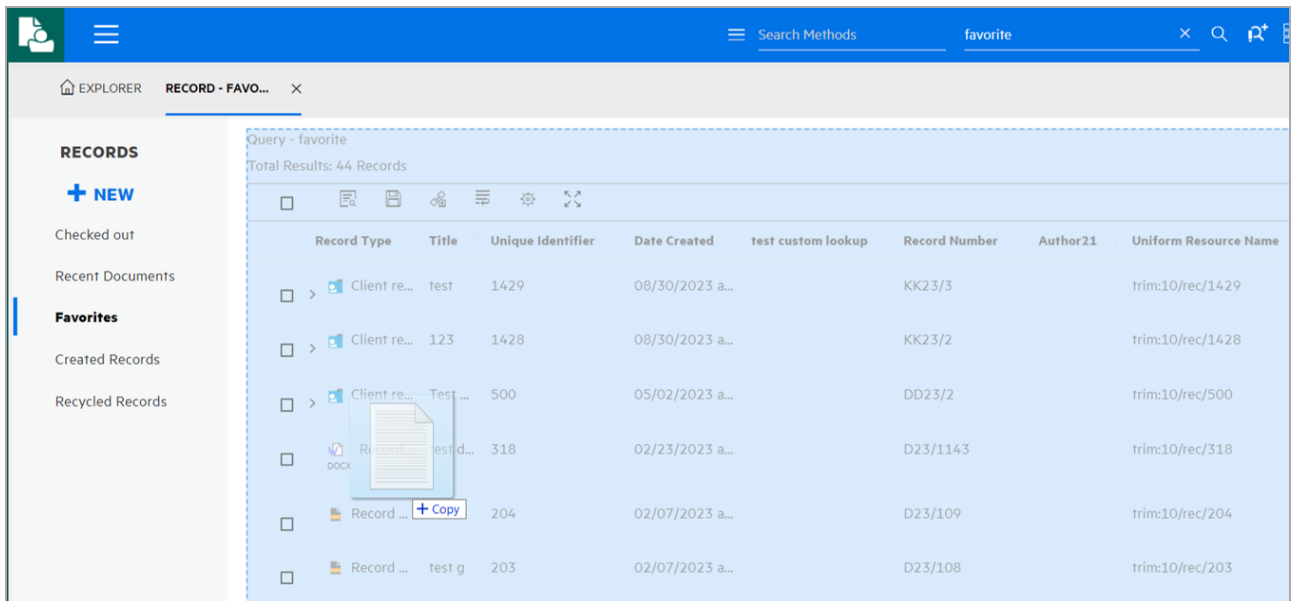 Search Methods favorite
EXPLORER RECORD - FAVO...
RECORDS
NEW
Checked out
Recent Documents
Favorites
Created Records
Recycled Records
Query - favorite
Total Results: 44 Records
Record Type Title Unique Identifier Date Created test custom lookup Record Number Author21 Uniform Resource Name
Client re... test 1429 08/30/2023 a... KK23/3 trim:10/rec/1429
Client re... 123 1428 08/30/2023 a... KK23/2 trim:10/rec/1428
Client re... Test ... 500 05/02/2023 a... DD23/2 trim:10/rec/500
DOCX Record test d... 318 02/23/2023 a... D23/1143 trim:10/rec/318
+ Copy
Record ... 204 02/07/2023 a... D23/109 trim:10/rec/204
Record ... test g 203 02/07/2023 a... D23/108 trim:10/rec/203